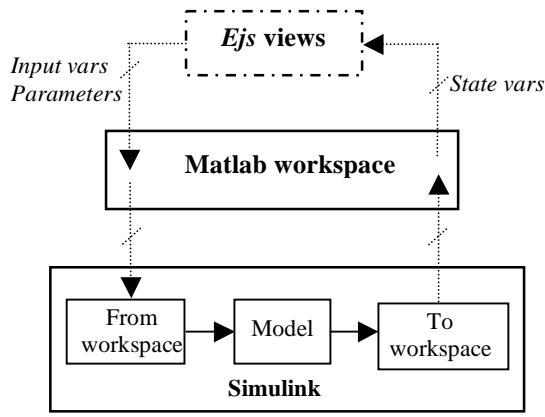 Ejs views
Input vars
Parameters
State vars
Matlab workspace
From
workspace
Model
To
workspace
Simulink